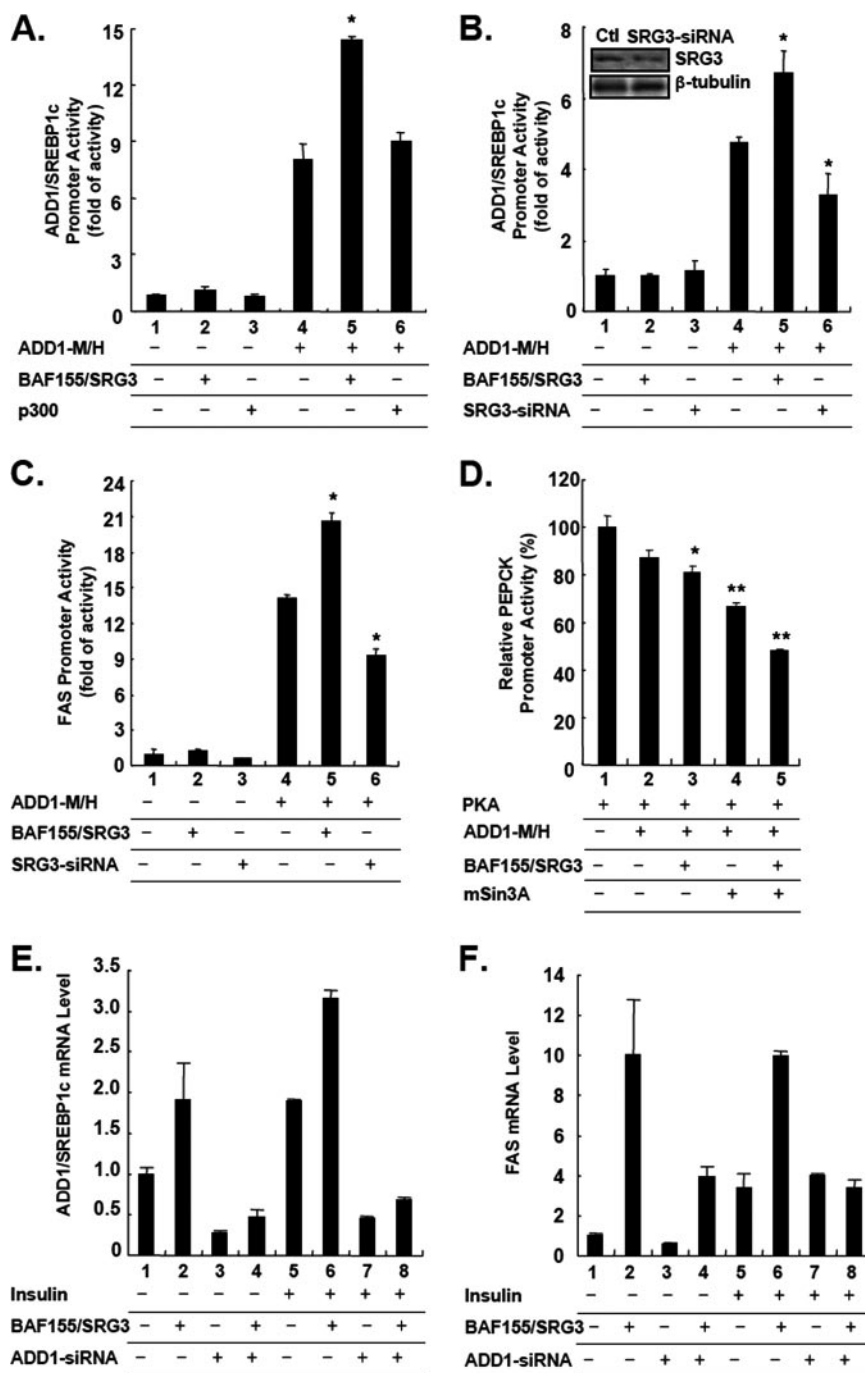 A.
ADD1/SREBP1c
Promoter Activity
(fold of activity)
15
12
9
6
3
0
*
1 2 3 4 5 6
ADD1-M/H – – – + + +
BAF155/SRG3 – + – – + –
p300 – – + – – +
B.
ADD1/SREBP1c
Promoter Activity
(fold of activity)
8
6
4
2
0
Ctl SRG3-siRNA
SRG3
β-tubulin
*
*
1 2 3 4 5 6
ADD1-M/H – – – + + +
BAF155/SRG3 – + – – + –
SRG3-siRNA – – + – – +
C.
FAS Promoter Activity
(fold of activity)
24
21
18
15
12
9
6
3
0
*
*
1 2 3 4 5 6
ADD1-M/H – – – + + +
BAF155/SRG3 – + – – + –
SRG3-siRNA – – + – – +
D.
Relative PEPCK
Promoter Activity (%)
120
100
80
60
40
20
0
*
**
**
1 2 3 4 5
PKA + + + + +
ADD1-M/H – + + + +
BAF155/SRG3 – – + – +
mSin3A – – – + +
E.
ADD1/SREBP1c mRNA Level
3.5
3.0
2.5
2.0
1.5
1.0
0.5
0.0
1 2 3 4 5 6 7 8
Insulin – – – – + + + +
BAF155/SRG3 – + – + – + – +
ADD1-siRNA – – + + – – + +
F.
FAS mRNA Level
14
12
10
8
6
4
2
0
1 2 3 4 5 6 7 8
Insulin – – – – + + + +
BAF155/SRG3 – + – + – + – +
ADD1-siRNA – – + + – – + +